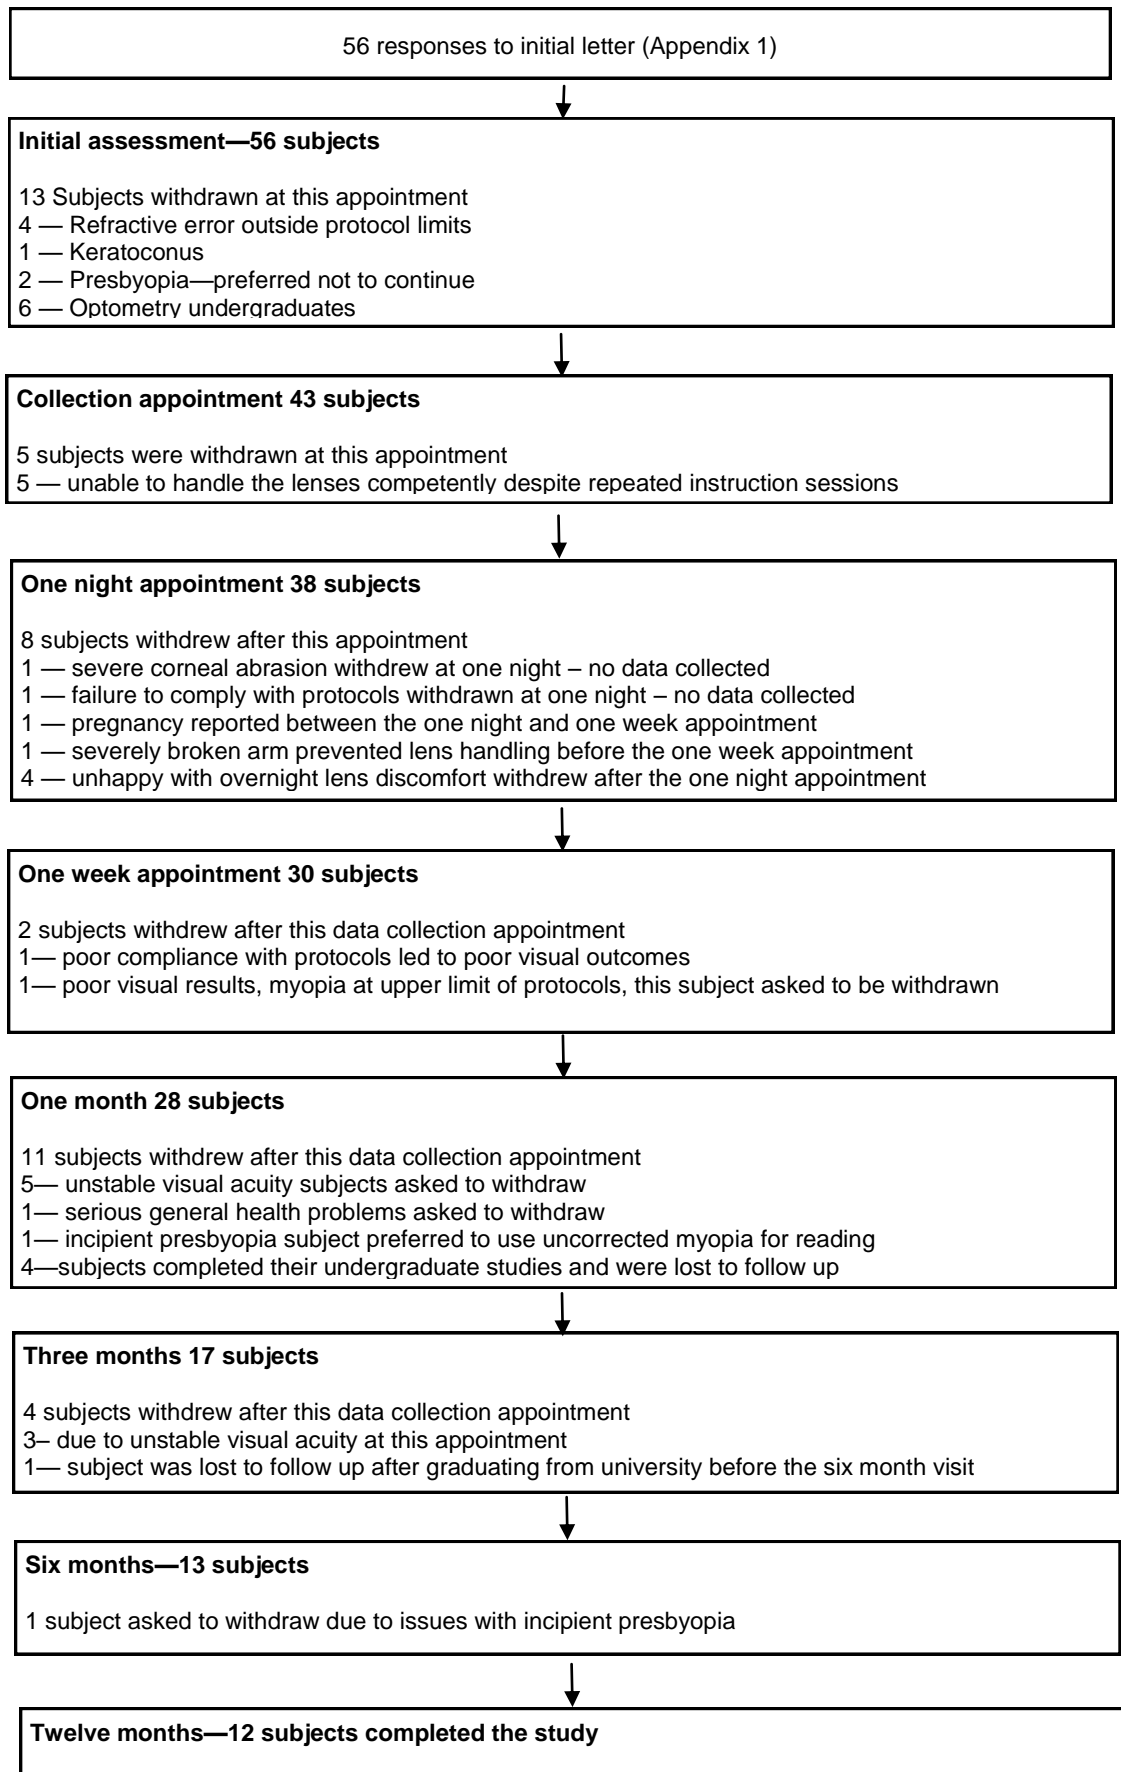 56 responses to initial letter (Appendix 1)
Initial assessment—56 subjects
13 Subjects withdrawn at this appointment
4 — Refractive error outside protocol limits
1 — Keratoconus
2 — Presbyopia—preferred not to continue
6 — Optometry undergraduates
Collection appointment 43 subjects
5 subjects were withdrawn at this appointment
5 — unable to handle the lenses competently despite repeated instruction sessions
One night appointment 38 subjects
8 subjects withdrew after this appointment
1 — severe corneal abrasion withdrew at one night – no data collected
1 — failure to comply with protocols withdrawn at one night – no data collected
1 — pregnancy reported between the one night and one week appointment
1 — severely broken arm prevented lens handling before the one week appointment
4 — unhappy with overnight lens discomfort withdrew after the one night appointment
One week appointment 30 subjects
2 subjects withdrew after this data collection appointment
1— poor compliance with protocols led to poor visual outcomes
1— poor visual results, myopia at upper limit of protocols, this subject asked to be withdrawn
One month 28 subjects
11 subjects withdrew after this data collection appointment
5— unstable visual acuity subjects asked to withdraw
1— serious general health problems asked to withdraw
1— incipient presbyopia subject preferred to use uncorrected myopia for reading
4—subjects completed their undergraduate studies and were lost to follow up
Three months 17 subjects
4 subjects withdrew after this data collection appointment
3– due to unstable visual acuity at this appointment
1— subject was lost to follow up after graduating from university before the six month visit
Six months—13 subjects
1 subject asked to withdraw due to issues with incipient presbyopia
Twelve months—12 subjects completed the study